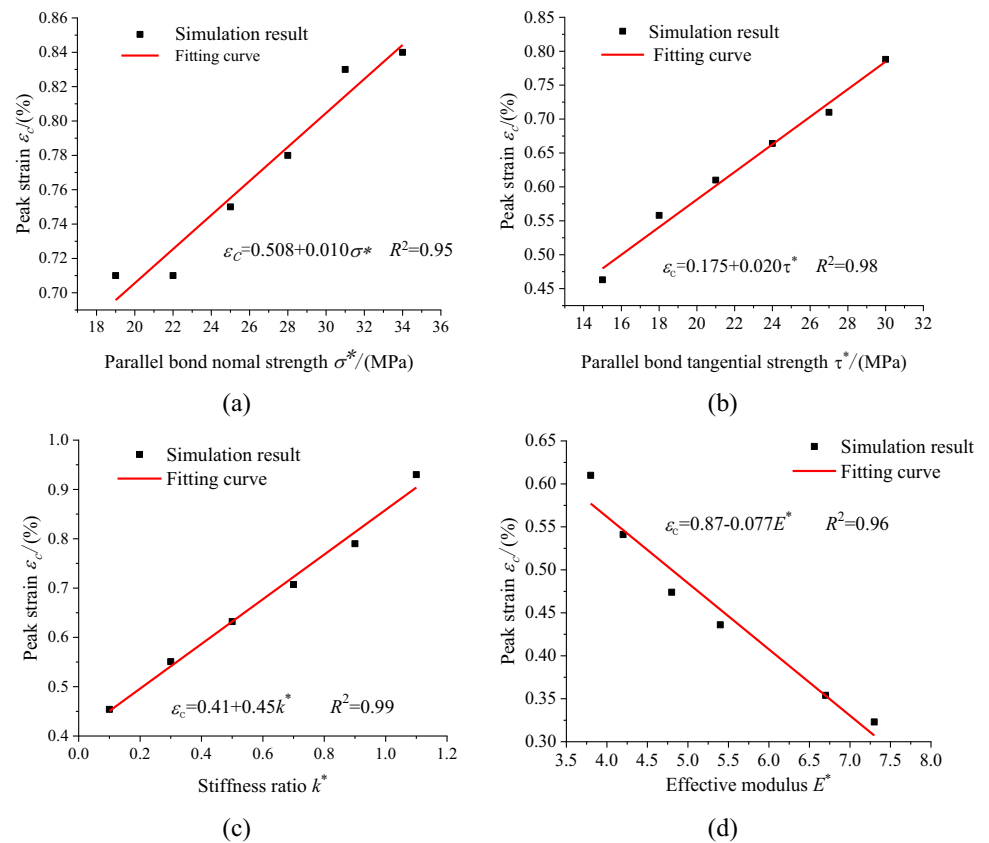 Simulation result
Fitting curve
0.86
0.84
0.82
0.80
0.78
0.76
0.74
0.72
0.70
Peak strain εc/(%)
εC=0.508+0.010σ* R²=0.95
18 20 22 24 26 28 30 32 34 36
Parallel bond nomal strength σ*/(MPa)
(a)
Simulation result
Fitting curve
0.85
0.80
0.75
0.70
0.65
0.60
0.55
0.50
0.45
Peak strain εc/(%)
εc=0.175+0.020τ* R²=0.98
14 16 18 20 22 24 26 28 30 32
Parallel bond tangential strength τ*/(MPa)
(b)
Simulation result
Fitting curve
1.0
0.9
0.8
0.7
0.6
0.5
0.4
Peak strain εc/(%)
εc=0.41+0.45k* R²=0.99
0.0 0.2 0.4 0.6 0.8 1.0 1.2
Stiffness ratio k*
(c)
Simulation result
Fitting curve
0.65
0.60
0.55
0.50
0.45
0.40
0.35
0.30
Peak strain εc/(%)
εc=0.87-0.077E* R²=0.96
3.5 4.0 4.5 5.0 5.5 6.0 6.5 7.0 7.5 8.0
Effective modulus E*
(d)